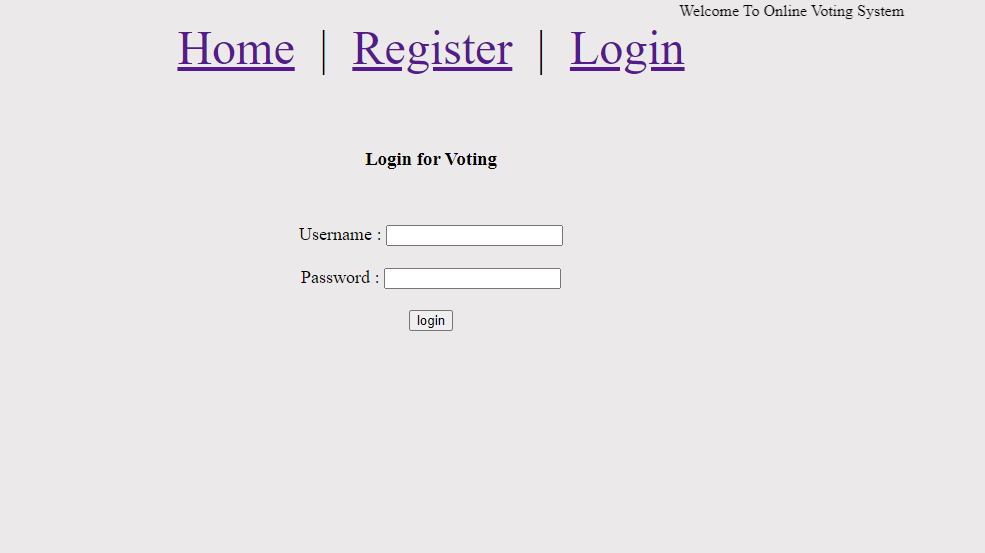 Welcome To Online Voting System
Home | Register | Login
Login for Voting
Username :
Password :
login